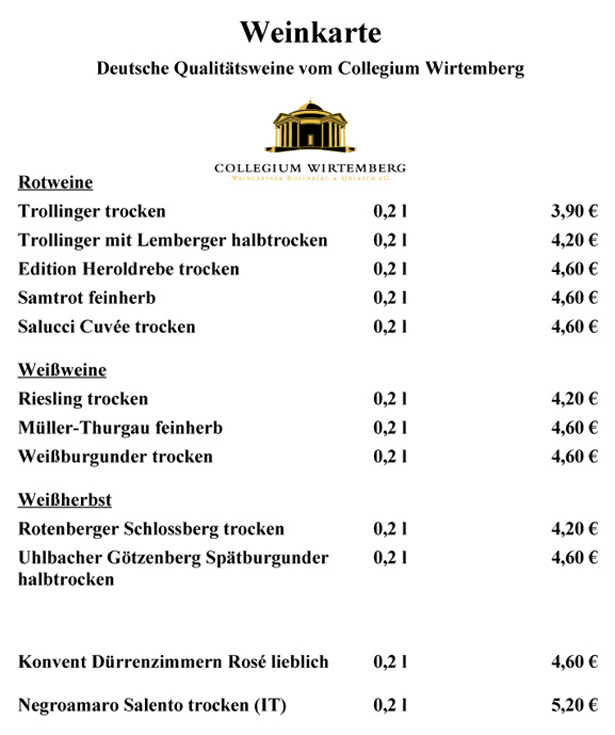 Weinkarte
Deutsche Qualitätsweine vom Collegium Wirtemberg
COLLEGIUM WIRTEMBERG
WEINGÄRTNER ROTENBERG & UHLBACH EG
Rotweine
Trollinger trocken 0,2 l 3,90 €
Trollinger mit Lemberger halbtrocken 0,2 l 4,20 €
Edition Heroldrebe trocken 0,2 l 4,60 €
Samtrot feinherb 0,2 l 4,60 €
Salucci Cuvée trocken 0,2 l 4,60 €
Weißweine
Riesling trocken 0,2 l 4,20 €
Müller-Thurgau feinherb 0,2 l 4,60 €
Weißburgunder trocken 0,2 l 4,60 €
Weißherbst
Rotenberger Schlossberg trocken 0,2 l 4,20 €
Uhlbacher Götzenberg Spätburgunder 0,2 l 4,60 €
halbtrocken
Konvent Dürrenzimmern Rosé lieblich 0,2 l 4,60 €
Negroamaro Salento trocken (IT) 0,2 l 5,20 €